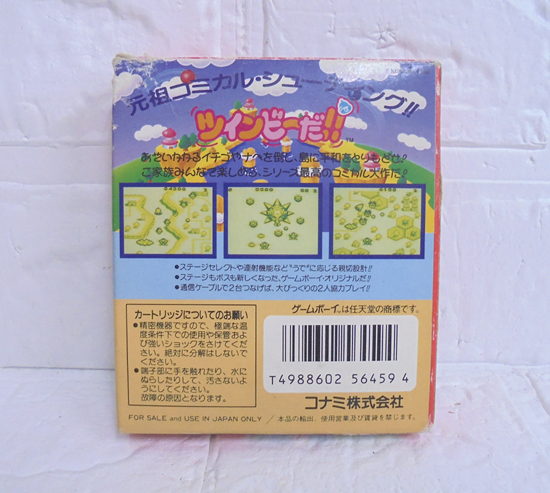 元祖コミカル・シューティング!!
ツインビーだ!!
TM
あざといわるイチゴやナベを倒し、島に平和をとりもどせ!!
ご家族みんなで楽しめる、シリーズ最高のコミカル大作だ!!
●ステージセレクトや連射機能など“うで”に応じる親切設計!!
●ステージもボスも新しくなった、ゲームボーイ・オリジナルだ!!
●通信ケーブルで2台つなげば、大びっくりの2人協力プレイ!!
カートリッジについてのお願い
●精密機器ですので、極端な温
度条件下での使用や保管およ
び強いショックをさけてくだ
さい。絶対に分解はしないで
ください。
●端子部に手を触れたり、水に
ぬらしたりして、汚さないよ
うにしてください。
故障の原因となります。
ゲームボーイ は任天堂の商標です。
T4988602 56459 4
コナミ株式会社
FOR SALE and USE IN JAPAN ONLY / 本品の輸出、使用営業及び賃貸を禁じます。